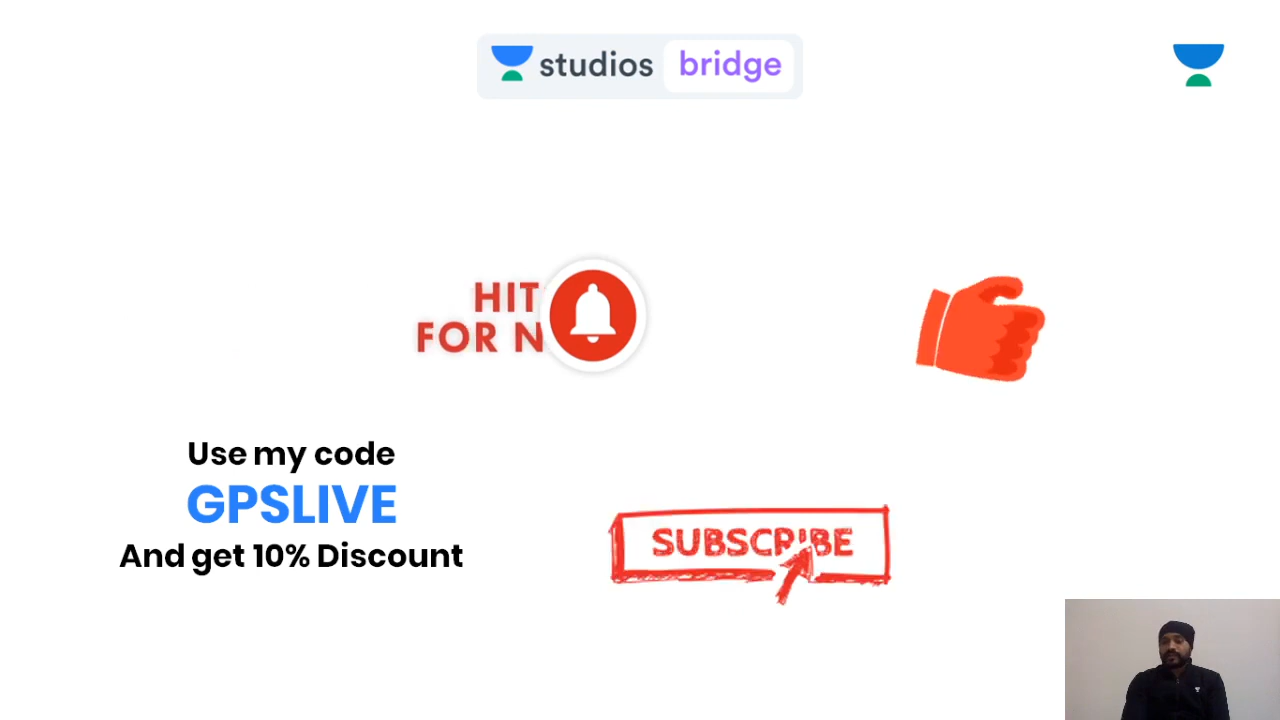 studios bridge
HIT
FOR N
Use my code
GPSLIVE
And get 10% Discount
SUBSCRIBE